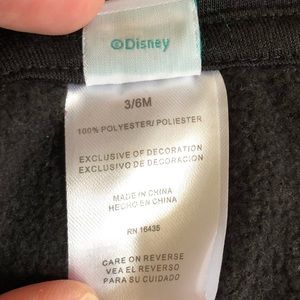 ©Disney
3/6M
100% POLYESTER/ POLIESTER
EXCLUSIVE OF DECORATION
EXCLUSIVO DE DECORACION
MADE IN CHINA
HECHO EN CHINA
RN 16435
CARE ON REVERSE
VEA EL REVERSO
PARA SU CUIDADO